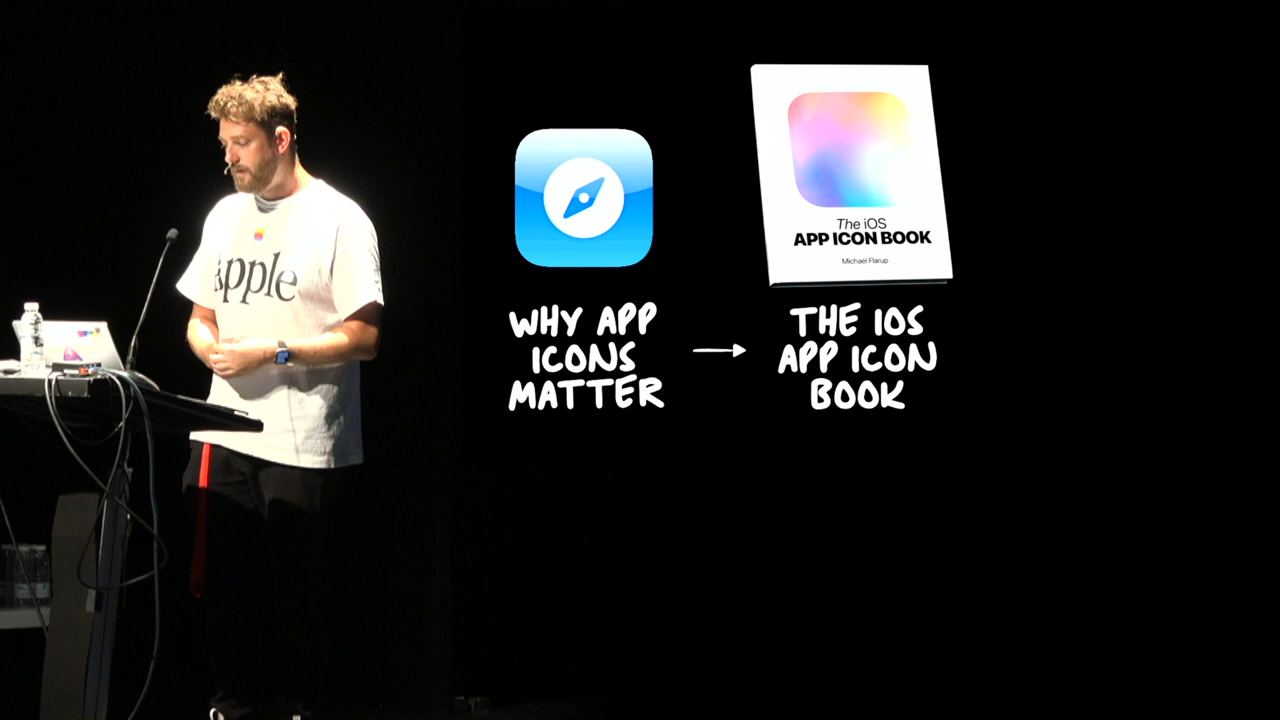 Apple
The iOS
APP ICON BOOK
Michael Flarup
WHY APP
ICONS
MATTER
THE IOS
APP ICON
BOOK